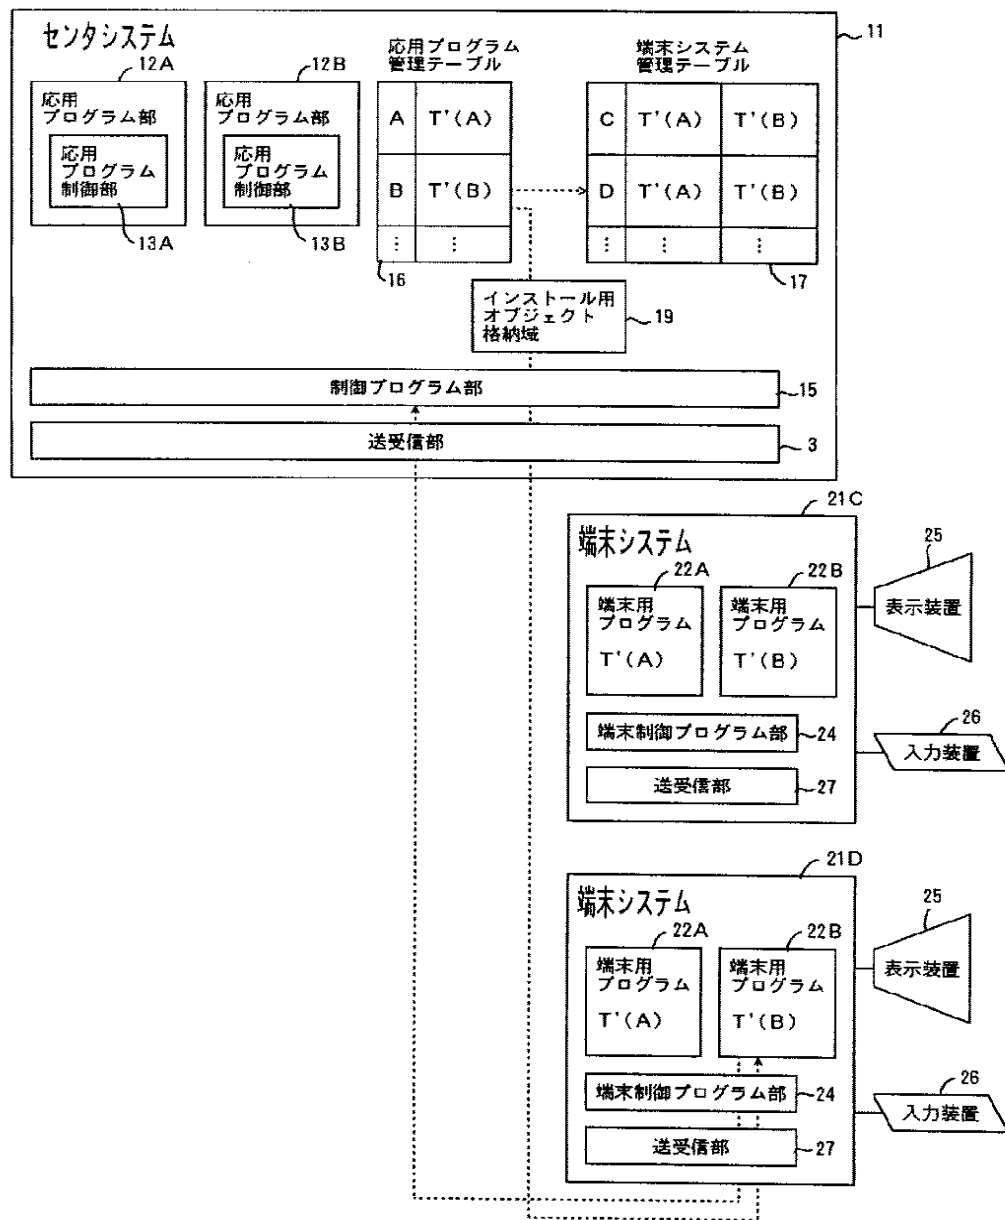 センタシステム
11
12A
応用
プログラム部
応用
プログラム
制御部
13A
12B
応用
プログラム部
応用
プログラム
制御部
13B
応用プログラム
管理テーブル
A T'(A)
B T'(B)
⋮ ⋮
16
端末システム
管理テーブル
C T'(A) T'(B)
D T'(A) T'(B)
⋮ ⋮ ⋮
17
インストール用
オブジェクト
格納域
19
制御プログラム部
15
送受信部
3
21C
端末システム
22A
端末用
プログラム
T'(A)
22B
端末用
プログラム
T'(B)
端末制御プログラム部
24
送受信部
27
25
表示装置
26
入力装置
21D
端末システム
22A
端末用
プログラム
T'(A)
22B
端末用
プログラム
T'(B)
端末制御プログラム部
24
送受信部
27
25
表示装置
26
入力装置